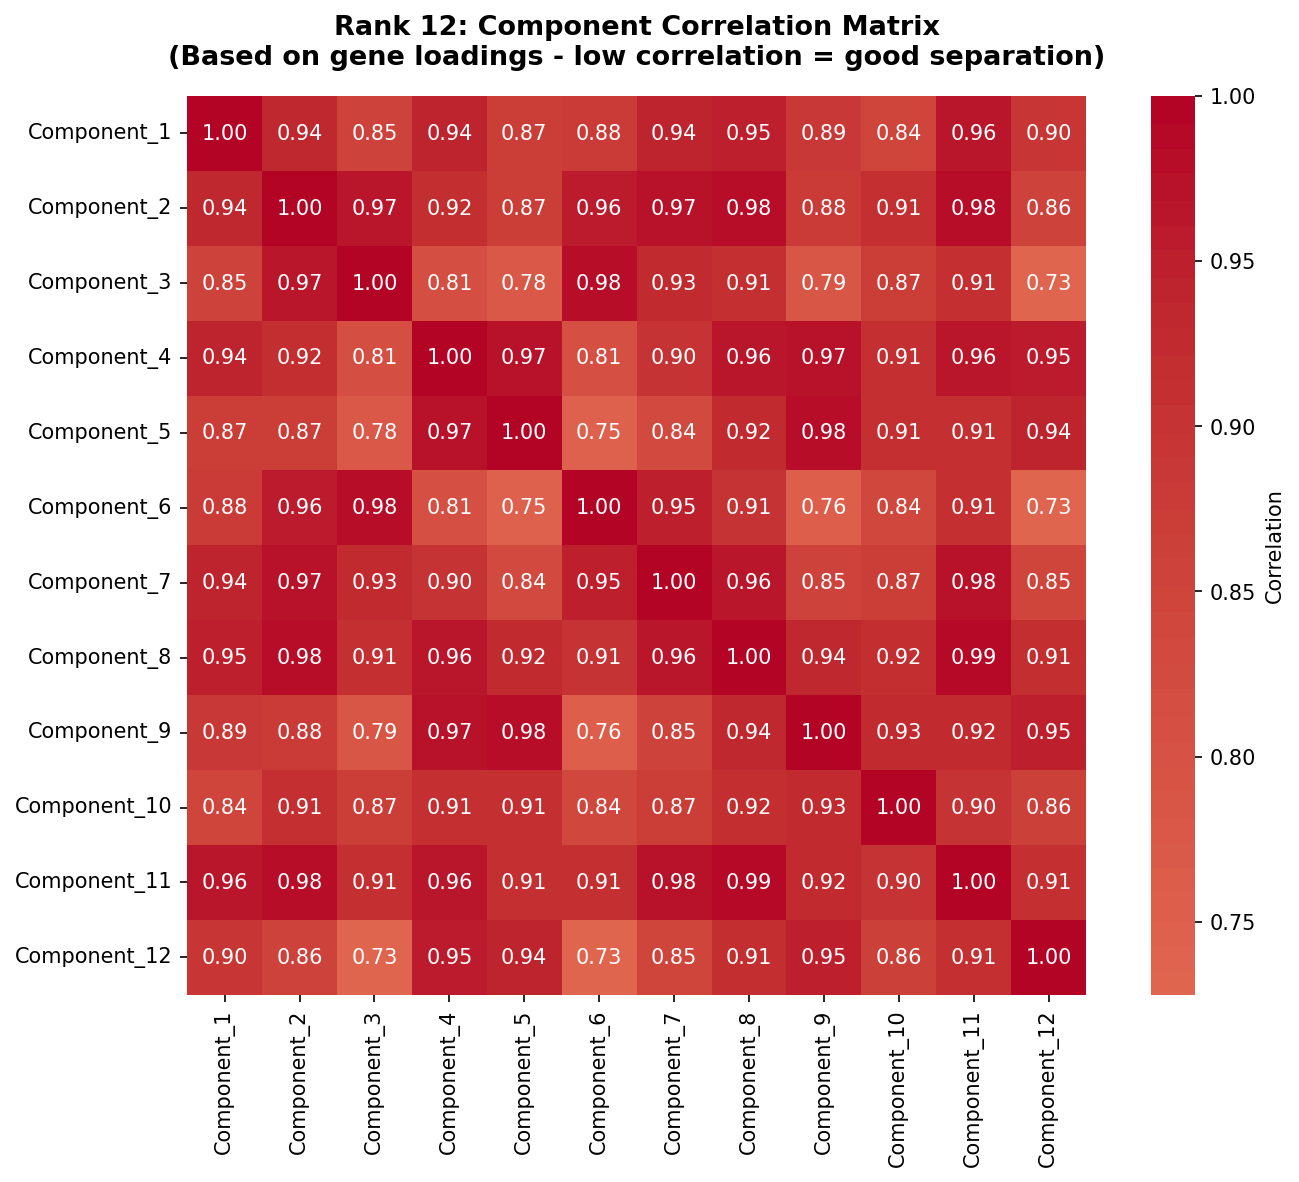 Rank 12: Component Correlation Matrix
(Based on gene loadings - low correlation = good separation)
Component_1 1.00 0.94 0.85 0.94 0.87 0.88 0.94 0.95 0.89 0.84 0.96 0.90
Component_2 0.94 1.00 0.97 0.92 0.87 0.96 0.97 0.98 0.88 0.91 0.98 0.86
Component_3 0.85 0.97 1.00 0.81 0.78 0.98 0.93 0.91 0.79 0.87 0.91 0.73
Component_4 0.94 0.92 0.81 1.00 0.97 0.81 0.90 0.96 0.97 0.91 0.96 0.95
Component_5 0.87 0.87 0.78 0.97 1.00 0.75 0.84 0.92 0.98 0.91 0.91 0.94
Component_6 0.88 0.96 0.98 0.81 0.75 1.00 0.95 0.91 0.76 0.84 0.91 0.73
Component_7 0.94 0.97 0.93 0.90 0.84 0.95 1.00 0.96 0.85 0.87 0.98 0.85
Component_8 0.95 0.98 0.91 0.96 0.92 0.91 0.96 1.00 0.94 0.92 0.99 0.91
Component_9 0.89 0.88 0.79 0.97 0.98 0.76 0.85 0.94 1.00 0.93 0.92 0.95
Component_10 0.84 0.91 0.87 0.91 0.91 0.84 0.87 0.92 0.93 1.00 0.90 0.86
Component_11 0.96 0.98 0.91 0.96 0.91 0.91 0.98 0.99 0.92 0.90 1.00 0.91
Component_12 0.90 0.86 0.73 0.95 0.94 0.73 0.85 0.91 0.95 0.86 0.91 1.00
Component_1 Component_2 Component_3 Component_4 Component_5 Component_6 Component_7 Component_8 Component_9 Component_10 Component_11 Component_12
1.00
0.95
0.90
0.85
0.80
0.75
Correlation